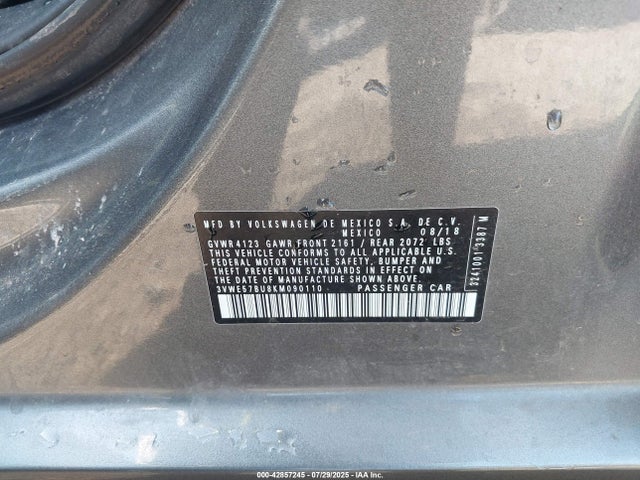 MFD BY VOLKSWAGEN DE MEXICO S.A. DE C.V.
MEXICO 08/18
GVWR 4123 GAWR FRONT 2161 / REAR 2072 LBS
THIS VEHICLE CONFORMS TO ALL APPLICABLE U.S.
FEDERAL MOTOR VEHICLE SAFETY, BUMPER AND
THEFT PREVENTION STANDARDS IN EFFECT
ON THE DATE OF MANUFACTURE SHOWN ABOVE.
3VWE57BU8KM090110 PASSENGER CAR
3241001 3387 M
000-42857245 - 07/29/2025 - IAA Inc.